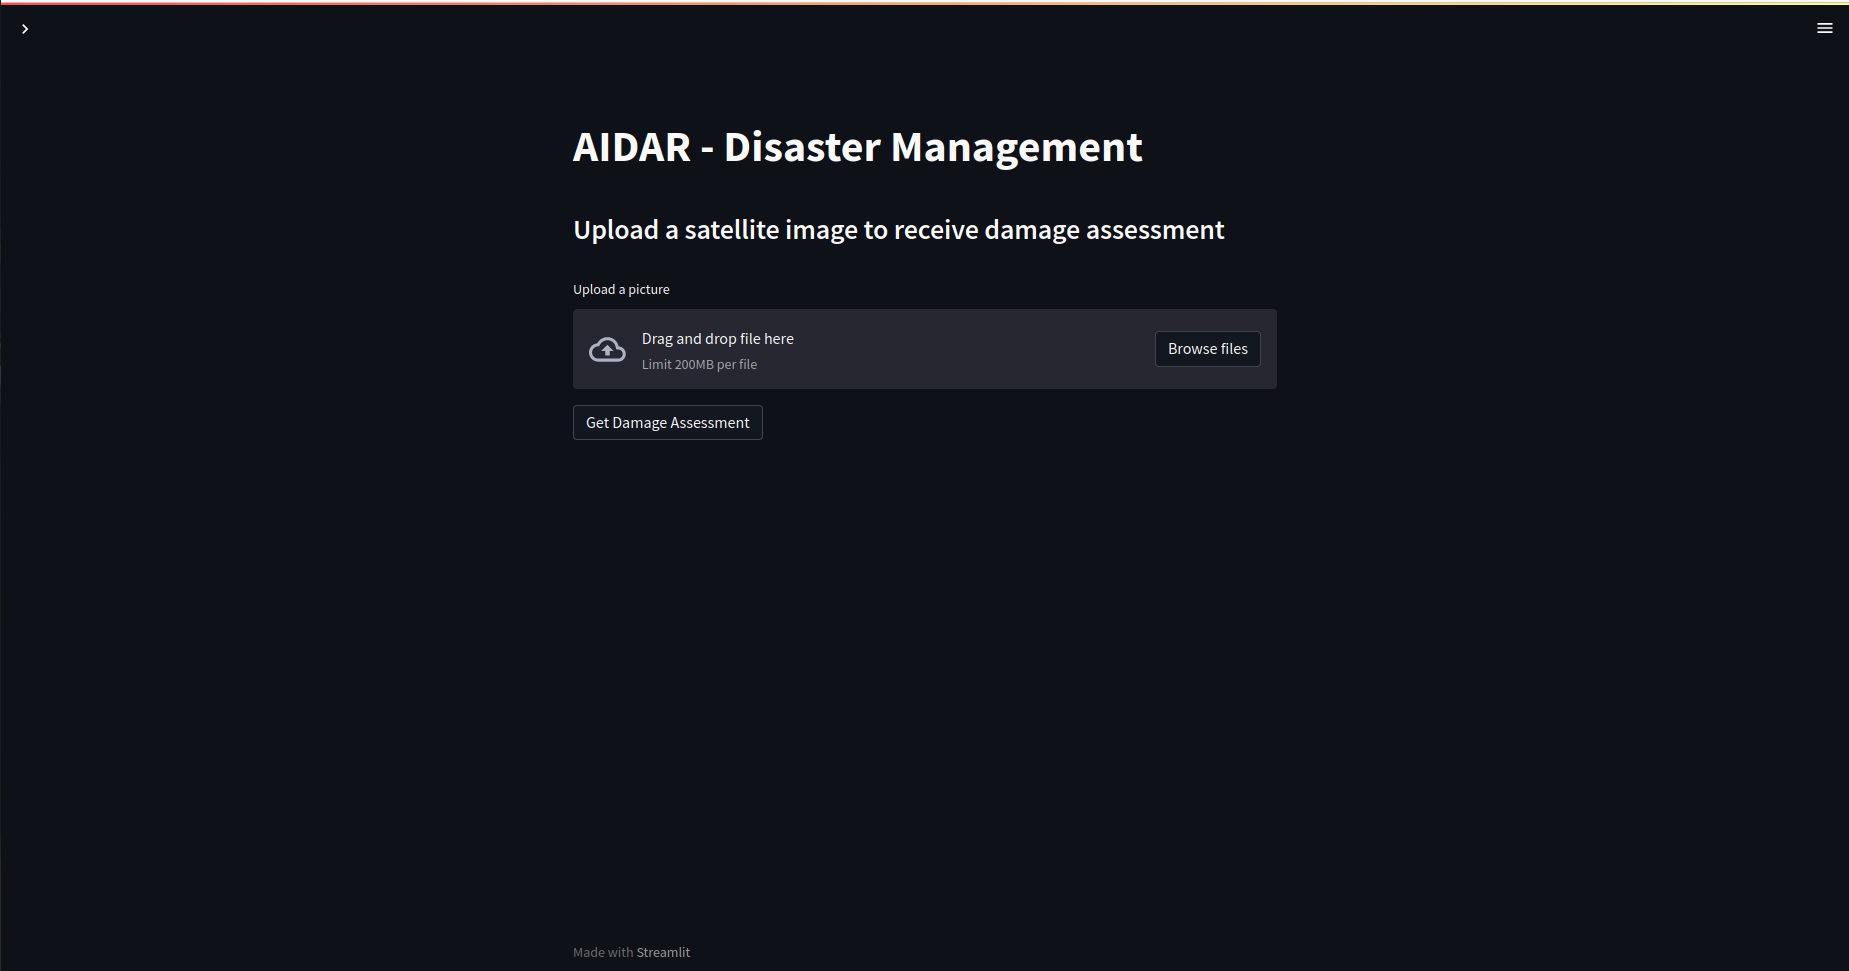 AIDAR - Disaster Management
Upload a satellite image to receive damage assessment
Upload a picture
Drag and drop file here
Limit 200MB per file
Browse files
Get Damage Assessment
Made with Streamlit